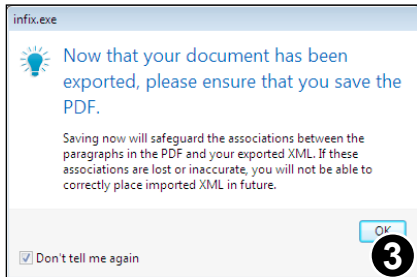 infix.exe
Now that your document has been
exported, please ensure that you save the
PDF.
Saving now will safeguard the associations between the
paragraphs in the PDF and your exported XML. If these
associations are lost or inaccurate, you will not be able to
correctly place imported XML in future.
OK
3
Don't tell me again